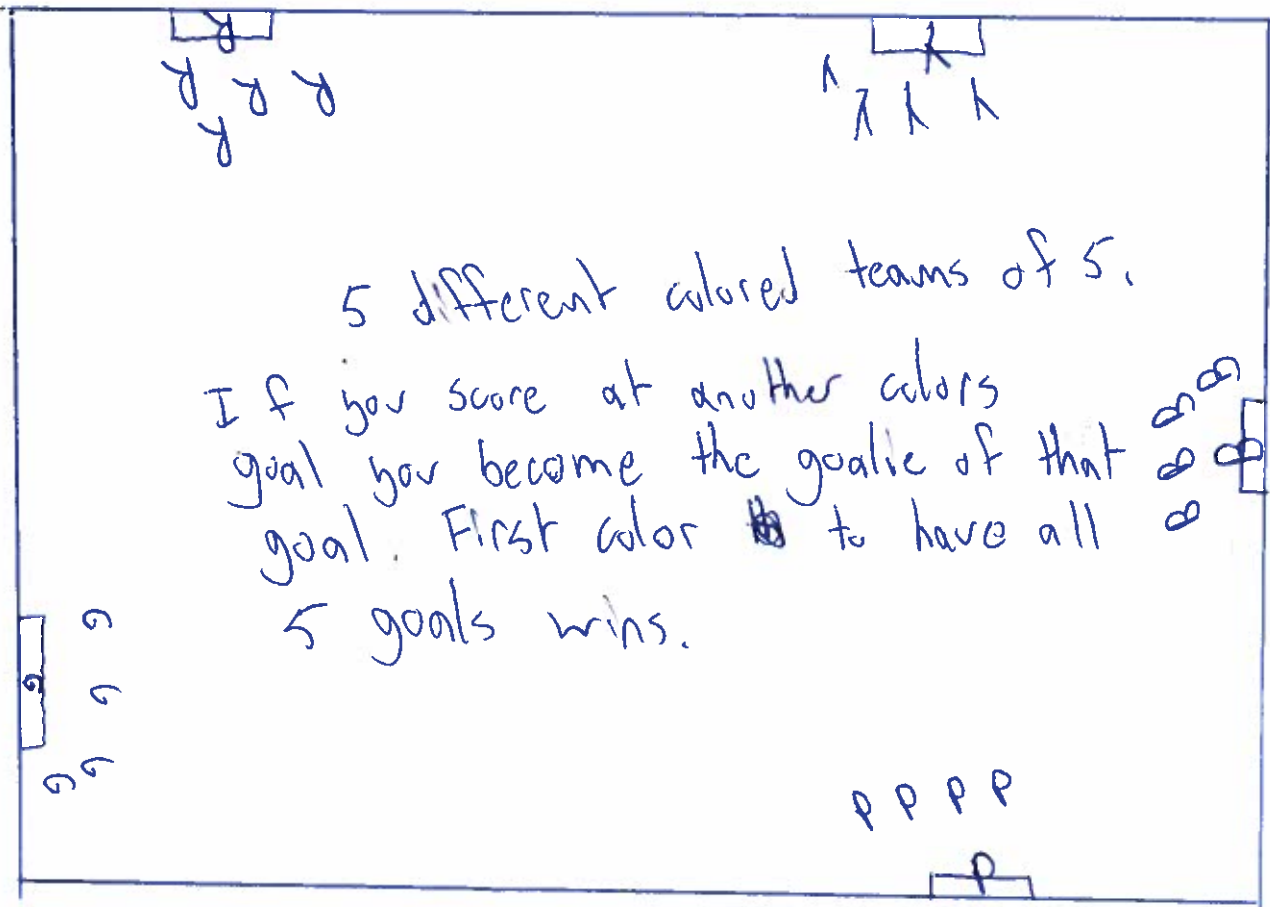 R
R R R
R
Y
Y
Y Y Y
5 different colored teams of 5.
If you score at another colors
goal you become the goalie of that
goal. First color to have all
5 goals wins.
B
B
B B
B
G
G
G
G G
P P P P
P